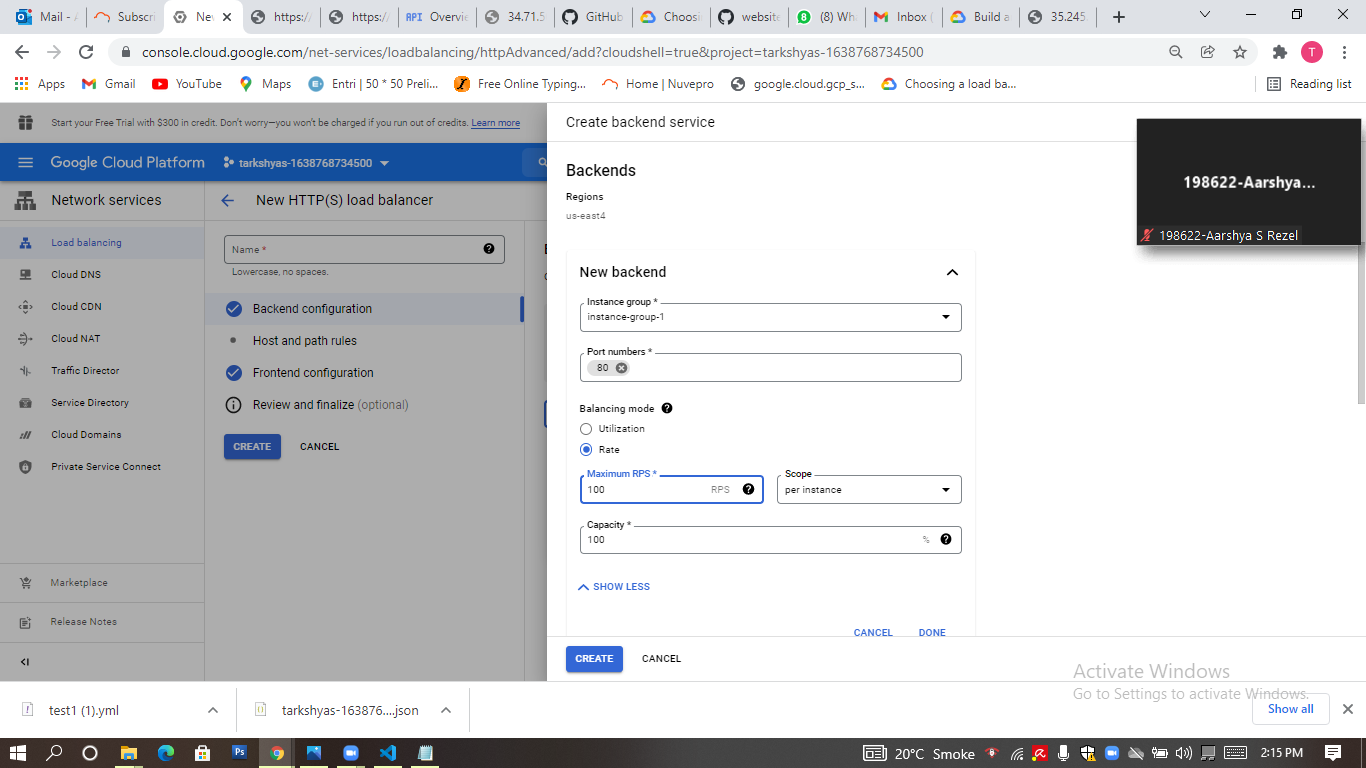 Mail - A
Subscri
Nev
https:/
https:/
API Overvie
34.71.5
GitHub
Choosi
website
(8) Wha
Inbox (
Build a
35.245.
console.cloud.google.com/net-services/loadbalancing/httpAdvanced/add?cloudshell=true&project=tarkshyas-1638768734500
T
Apps
Gmail
YouTube
Maps
Entri | 50 * 50 Preli...
Free Online Typing...
Home | Nuvepro
google.cloud.gcp_s...
Choosing a load ba...
Reading list
Start your Free Trial with $300 in credit. Don't worry—you won't be charged if you run out of credits. Learn more
Google Cloud Platform
tarkshyas-1638768734500
Network services
Load balancing
Cloud DNS
Cloud CDN
Cloud NAT
Traffic Director
Service Directory
Cloud Domains
Private Service Connect
Marketplace
Release Notes
New HTTP(S) load balancer
Name *
Lowercase, no spaces.
Backend configuration
Host and path rules
Frontend configuration
Review and finalize (optional)
CREATE CANCEL
Create backend service
Backends
Regions
us-east4
New backend
Instance group *
instance-group-1
Port numbers *
80
Balancing mode
Utilization
Rate
Maximum RPS *
100 RPS
Scope
per instance
Capacity *
100 %
SHOW LESS
CANCEL DONE
CREATE CANCEL
198622-Aarshya...
198622-Aarshya S Rezel
Activate Windows
Go to Settings to activate Windows.
test1 (1).yml
tarkshyas-163876....json
Show all
Ps
20°C Smoke
2:15 PM